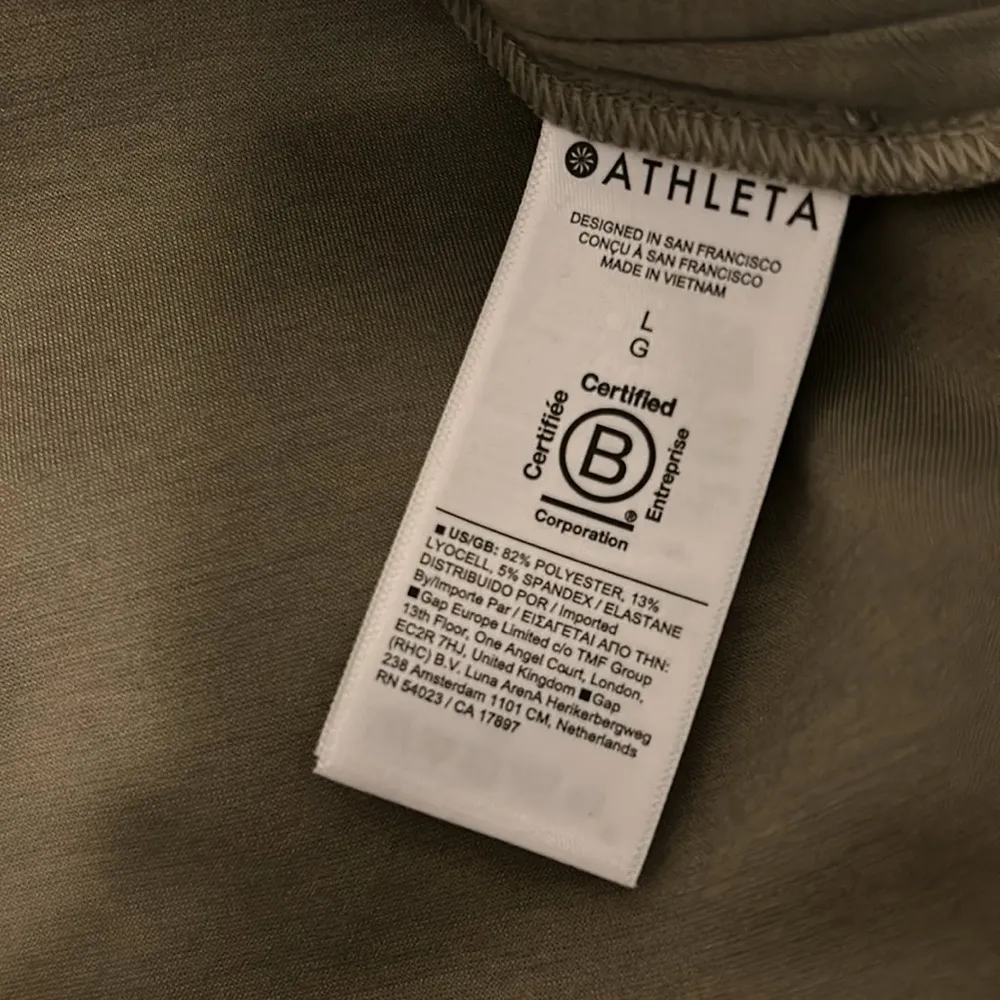 ATHLETA
DESIGNED IN SAN FRANCISCO
CONÇU À SAN FRANCISCO
MADE IN VIETNAM
L
G
Certified
Certifiée
B
Entreprise
®
Corporation
■ US/GB: 82% POLYESTER, 13%
LYOCELL, 5% SPANDEX / ELASTANE
DISTRIBUIDO POR / Imported
By/Importe Par / ΕΙΣΑΓΕΤΑΙ ΑΠΟ ΤΗΝ:
■Gap Europe Limited c/o TMF Group
13th Floor, One Angel Court, London,
EC2R 7HJ, United Kingdom ■Gap
(RHC) B.V. Luna ArenA Herikerbergweg
238 Amsterdam 1101 CM, Netherlands
RN 54023 / CA 17897